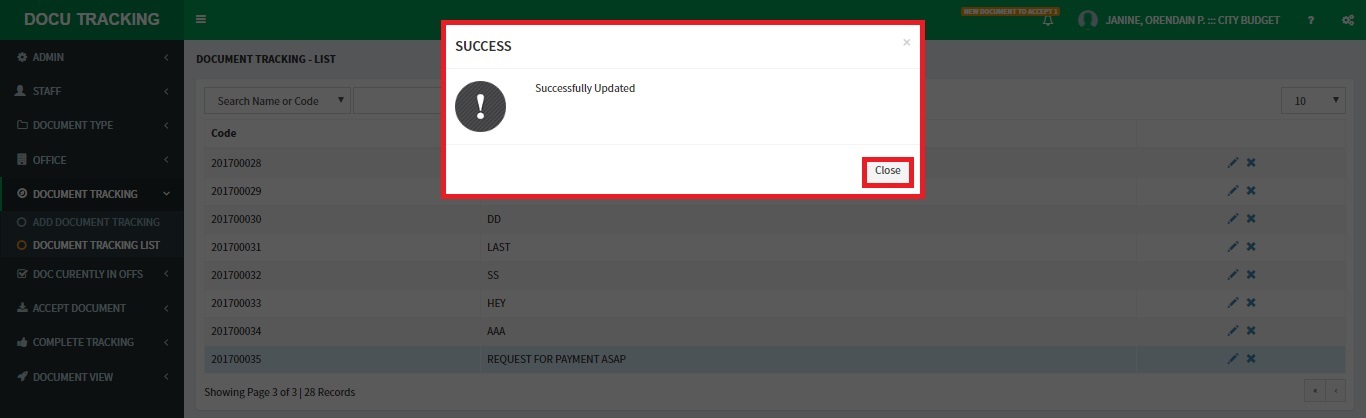 DOCU TRACKING
NEW DOCUMENT TO ACCEPT 1
JANINE, ORENDAIN P. ::: CITY BUDGET
?
ADMIN
STAFF
DOCUMENT TYPE
OFFICE
DOCUMENT TRACKING
ADD DOCUMENT TRACKING
DOCUMENT TRACKING LIST
DOC CURENTLY IN OFFS
ACCEPT DOCUMENT
COMPLETE TRACKING
DOCUMENT VIEW
DOCUMENT TRACKING - LIST
Search Name or Code
10
SUCCESS
×
!
Successfully Updated
Close
Code
201700028
201700029
201700030 DD
201700031 LAST
201700032 SS
201700033 HEY
201700034 AAA
201700035 REQUEST FOR PAYMENT ASAP
Showing Page 3 of 3 | 28 Records
« ‹